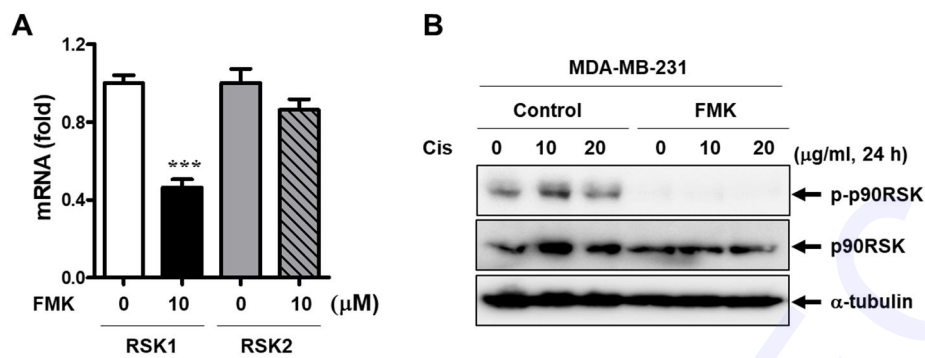 A
mRNA (fold)
1.2
0.8
0.4
0.0
***
FMK 0 10 0 10 (μM)
RSK1 RSK2
B
MDA-MB-231
Control FMK
Cis 0 10 20 0 10 20 (μg/ml, 24 h)
p-p90RSK
p90RSK
α-tubulin